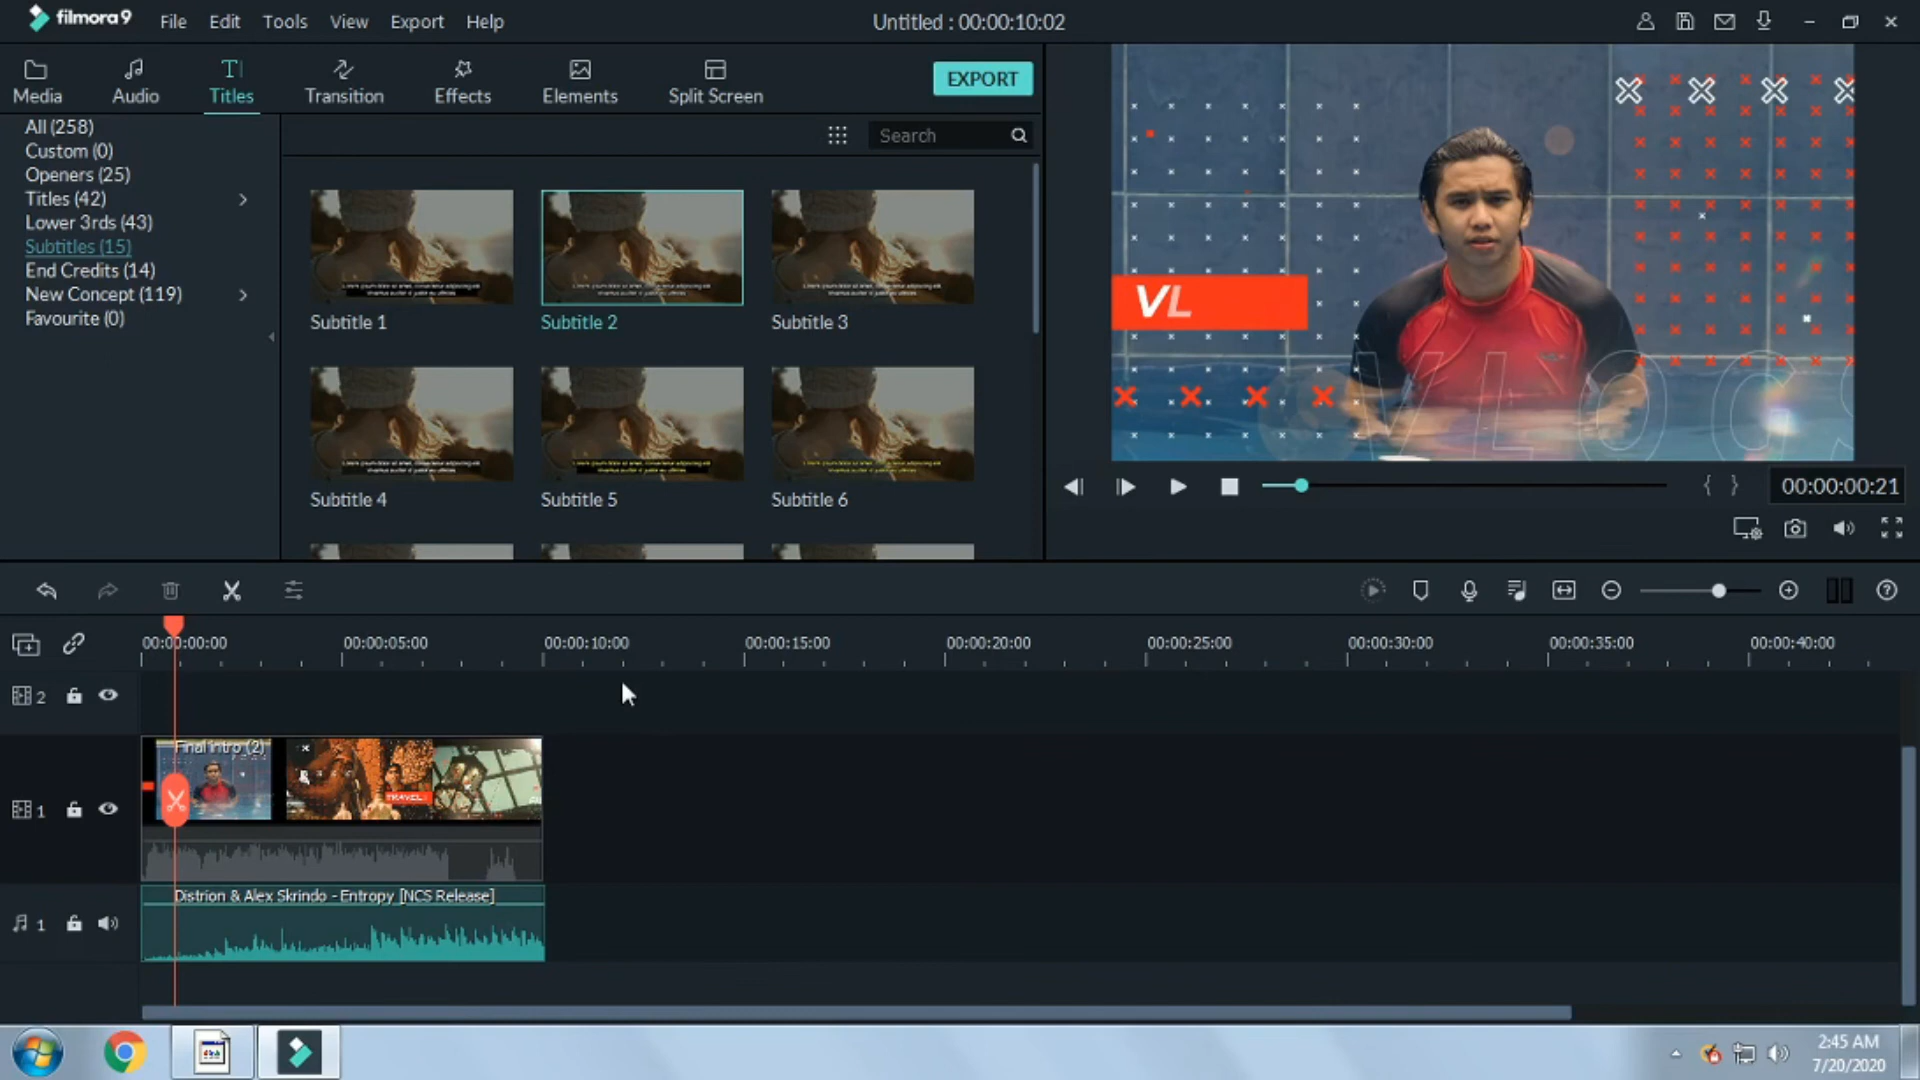 filmora9 File Edit Tools View Export Help Untitled : 00:00:10:02
Media Audio Titles Transition Effects Elements Split Screen EXPORT
All (258)
Custom (0)
Openers (25)
Titles (42)
Lower 3rds (43)
Subtitles (15)
End Credits (14)
New Concept (119)
Favourite (0)
Search
Subtitle 1 Subtitle 2 Subtitle 3
Subtitle 4 Subtitle 5 Subtitle 6
VL
VLOGS
00:00:00:21
00:00:00:00 00:00:05:00 00:00:10:00 00:00:15:00 00:00:20:00 00:00:25:00 00:00:30:00 00:00:35:00 00:00:40:00
2
Final intro (2)
TRAVEL
1
Distrion & Alex Skrindo - Entropy [NCS Release]
1
2:45 AM
7/20/2020